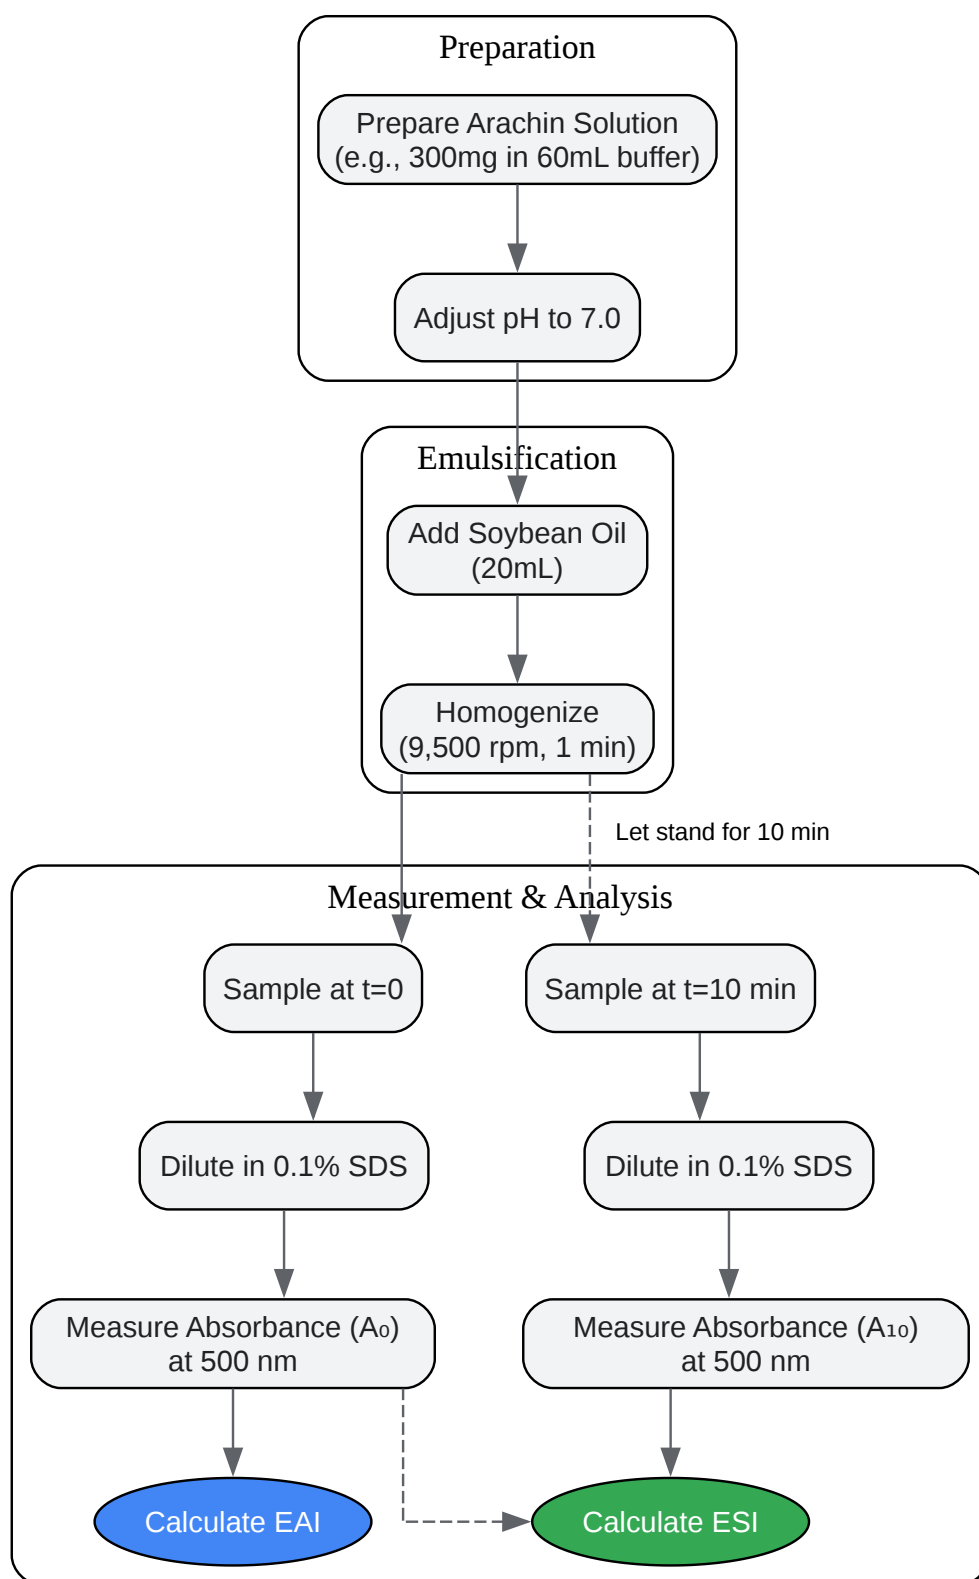 Preparation
Prepare Arachin Solution
(e.g., 300mg in 60mL buffer)
Adjust pH to 7.0
Emulsification
Add Soybean Oil
(20mL)
Homogenize
(9,500 rpm, 1 min)
Let stand for 10 min
Measurement & Analysis
Sample at t=0
Sample at t=10 min
Dilute in 0.1% SDS
Dilute in 0.1% SDS
Measure Absorbance (A₀)
at 500 nm
Measure Absorbance (A₁₀)
at 500 nm
Calculate EAI
Calculate ESI